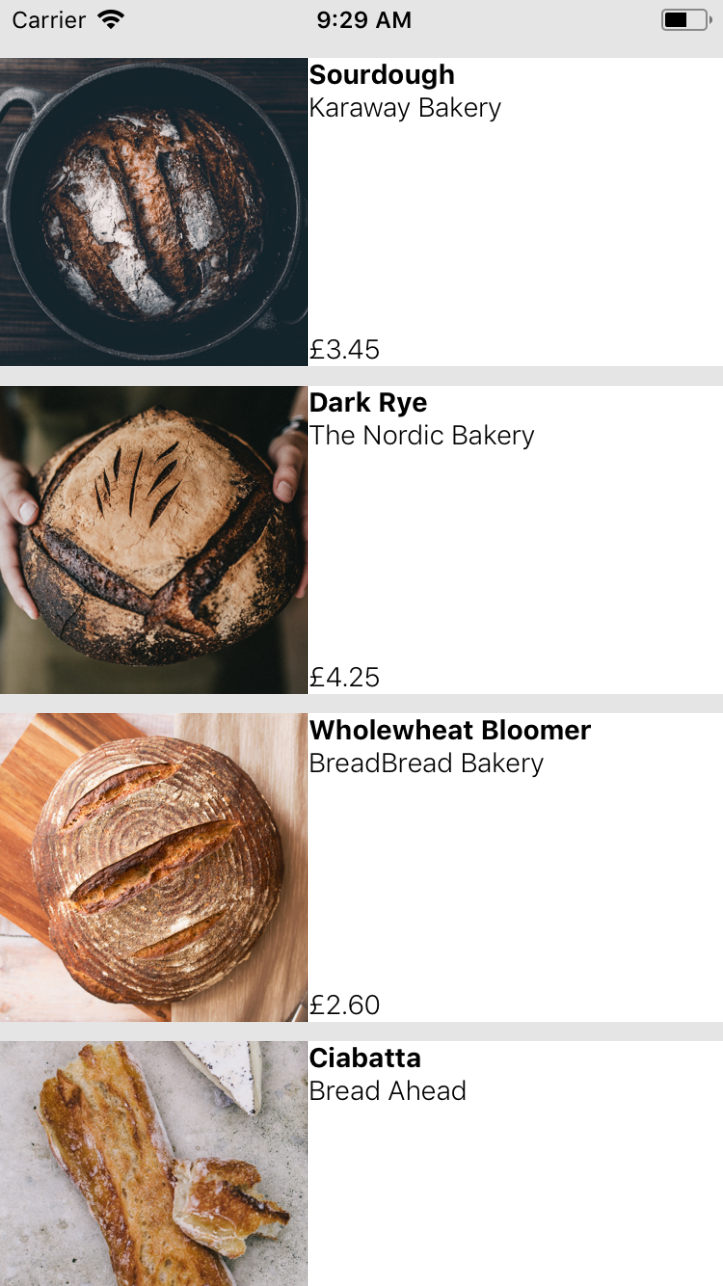 Carrier 9:29 AM
Sourdough
Karaway Bakery
£3.45
Dark Rye
The Nordic Bakery
£4.25
Wholewheat Bloomer
BreadBread Bakery
£2.60
Ciabatta
Bread Ahead